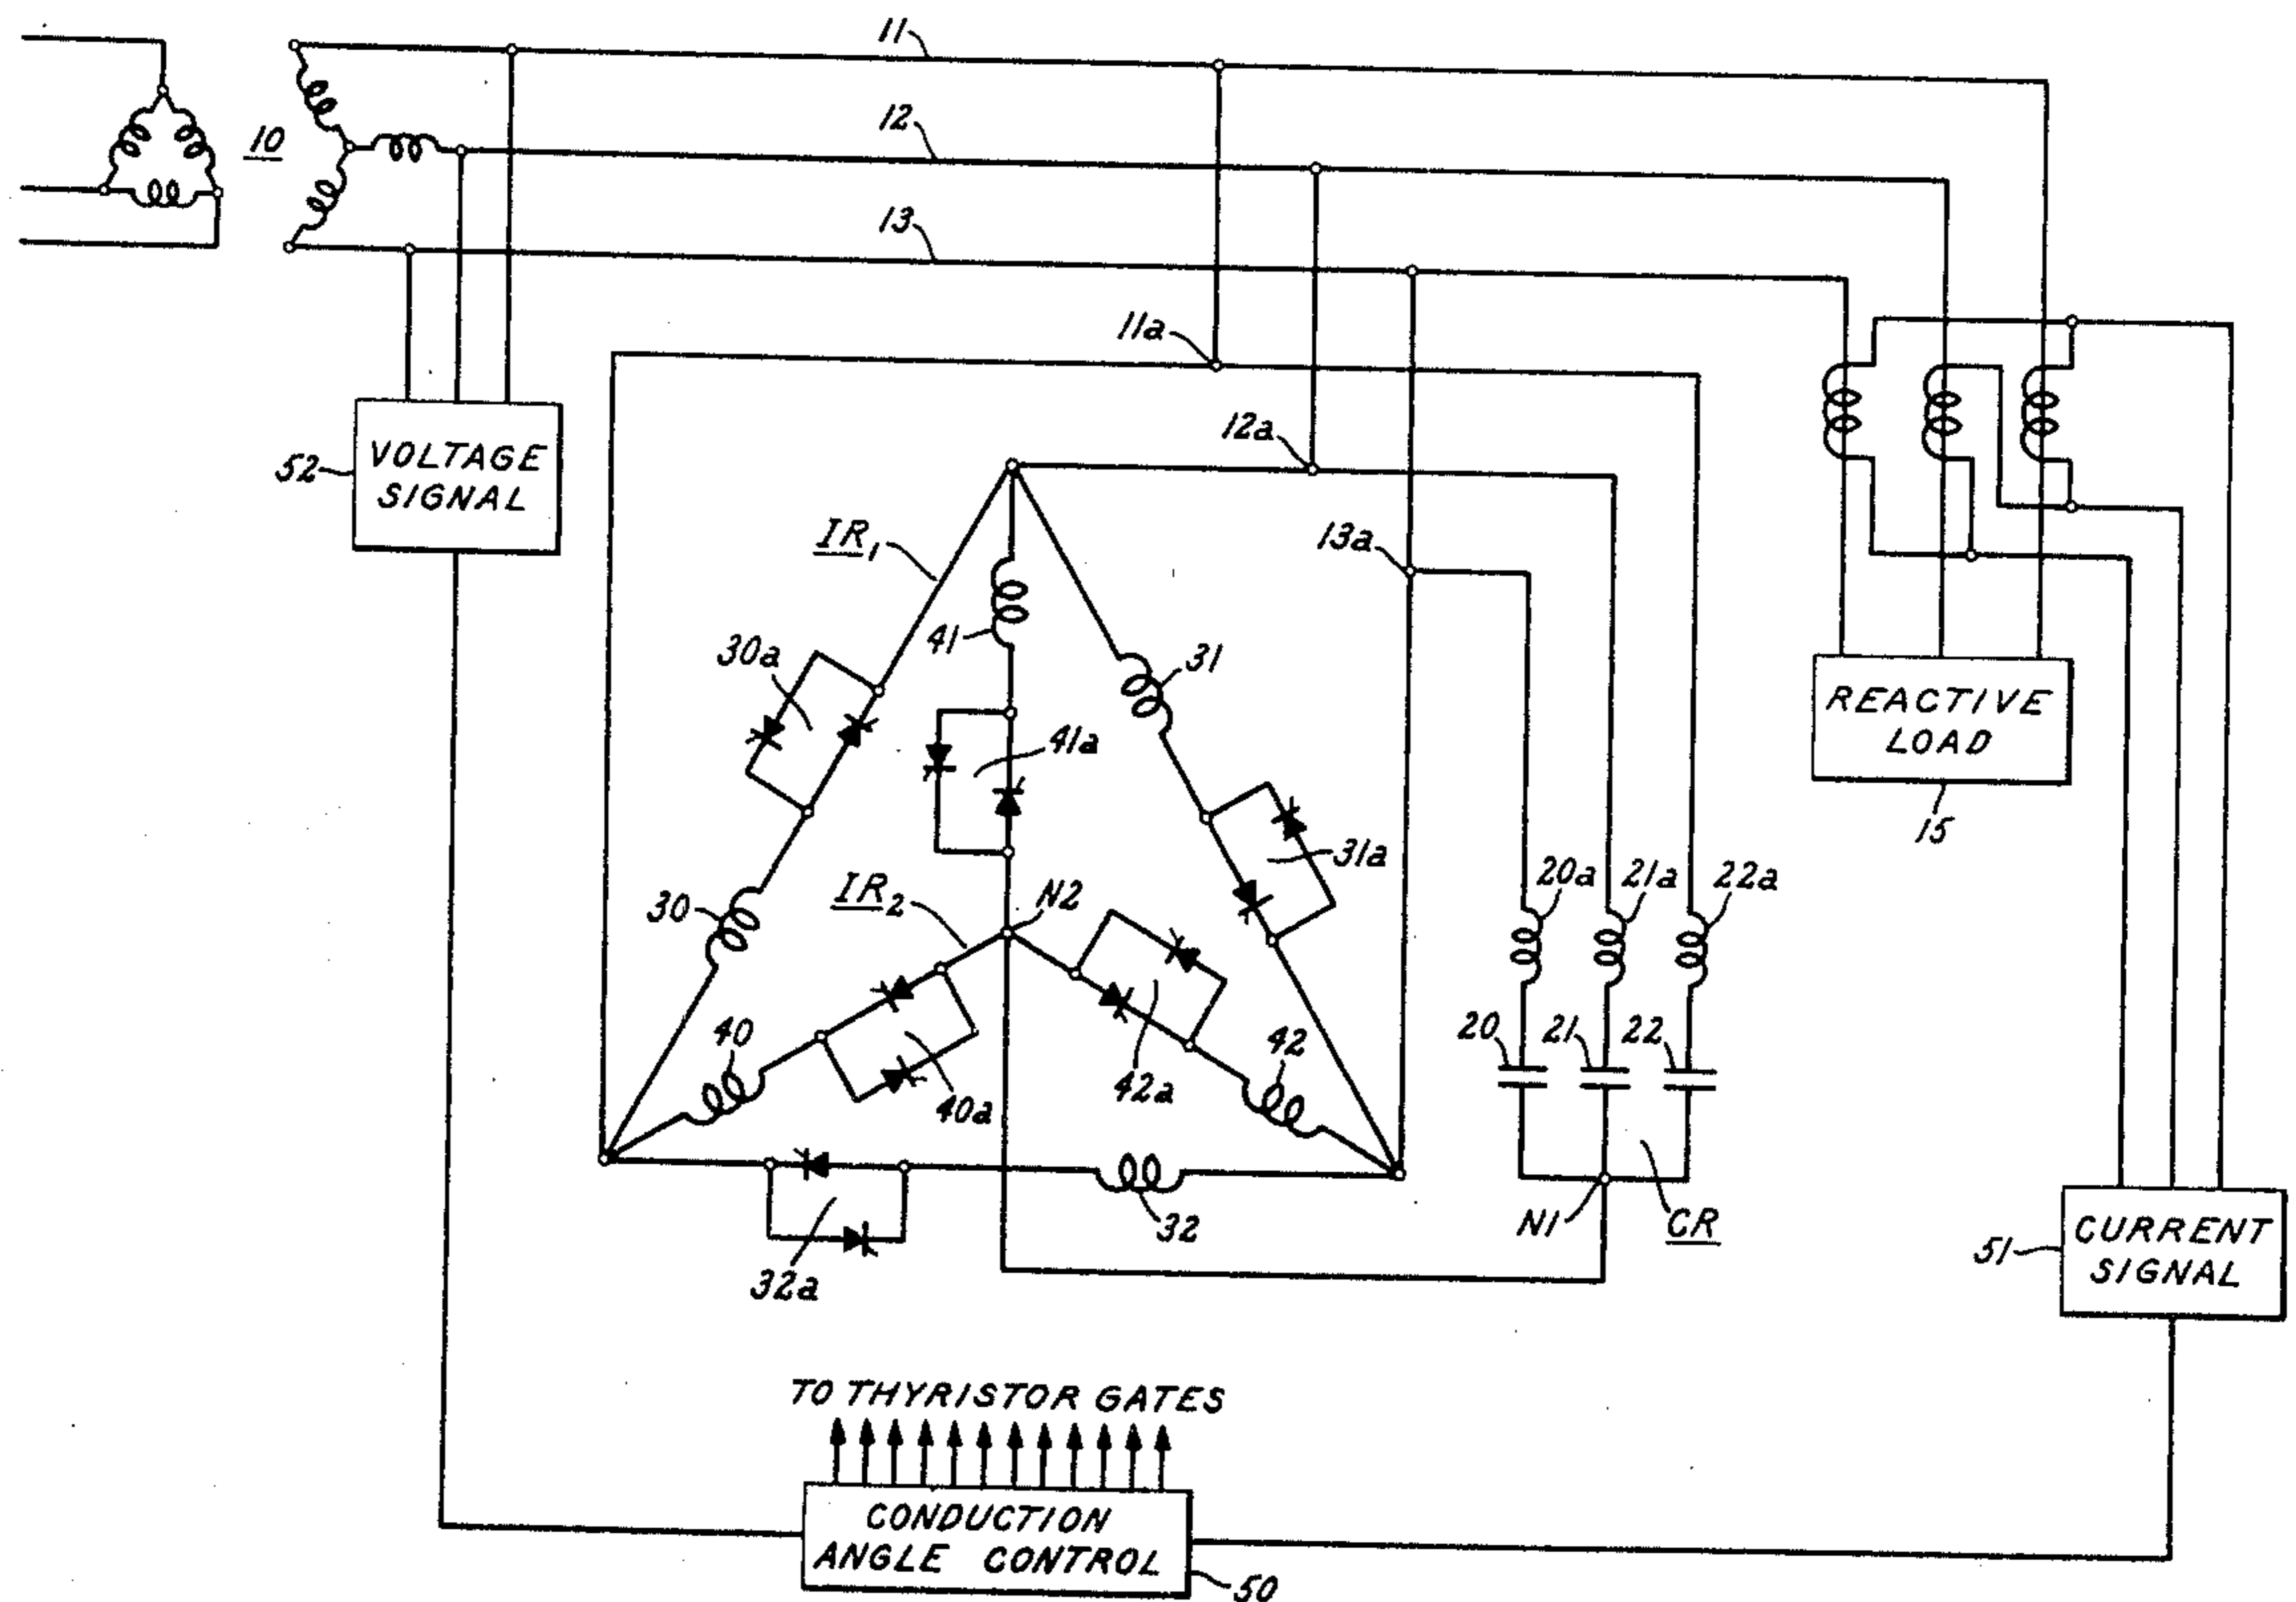 11
10
12
13
11a
12a
52
VOLTAGE
SIGNAL
IR1
13a
41
31
30a
41a
REACTIVE
LOAD
15
31a
20a
21a
22a
30
IR2
N2
40
42
20
21
22
42a
40a
32
32a
N1
CR
51
CURRENT
SIGNAL
TO THYRISTOR GATES
CONDUCTION
ANGLE CONTROL
50